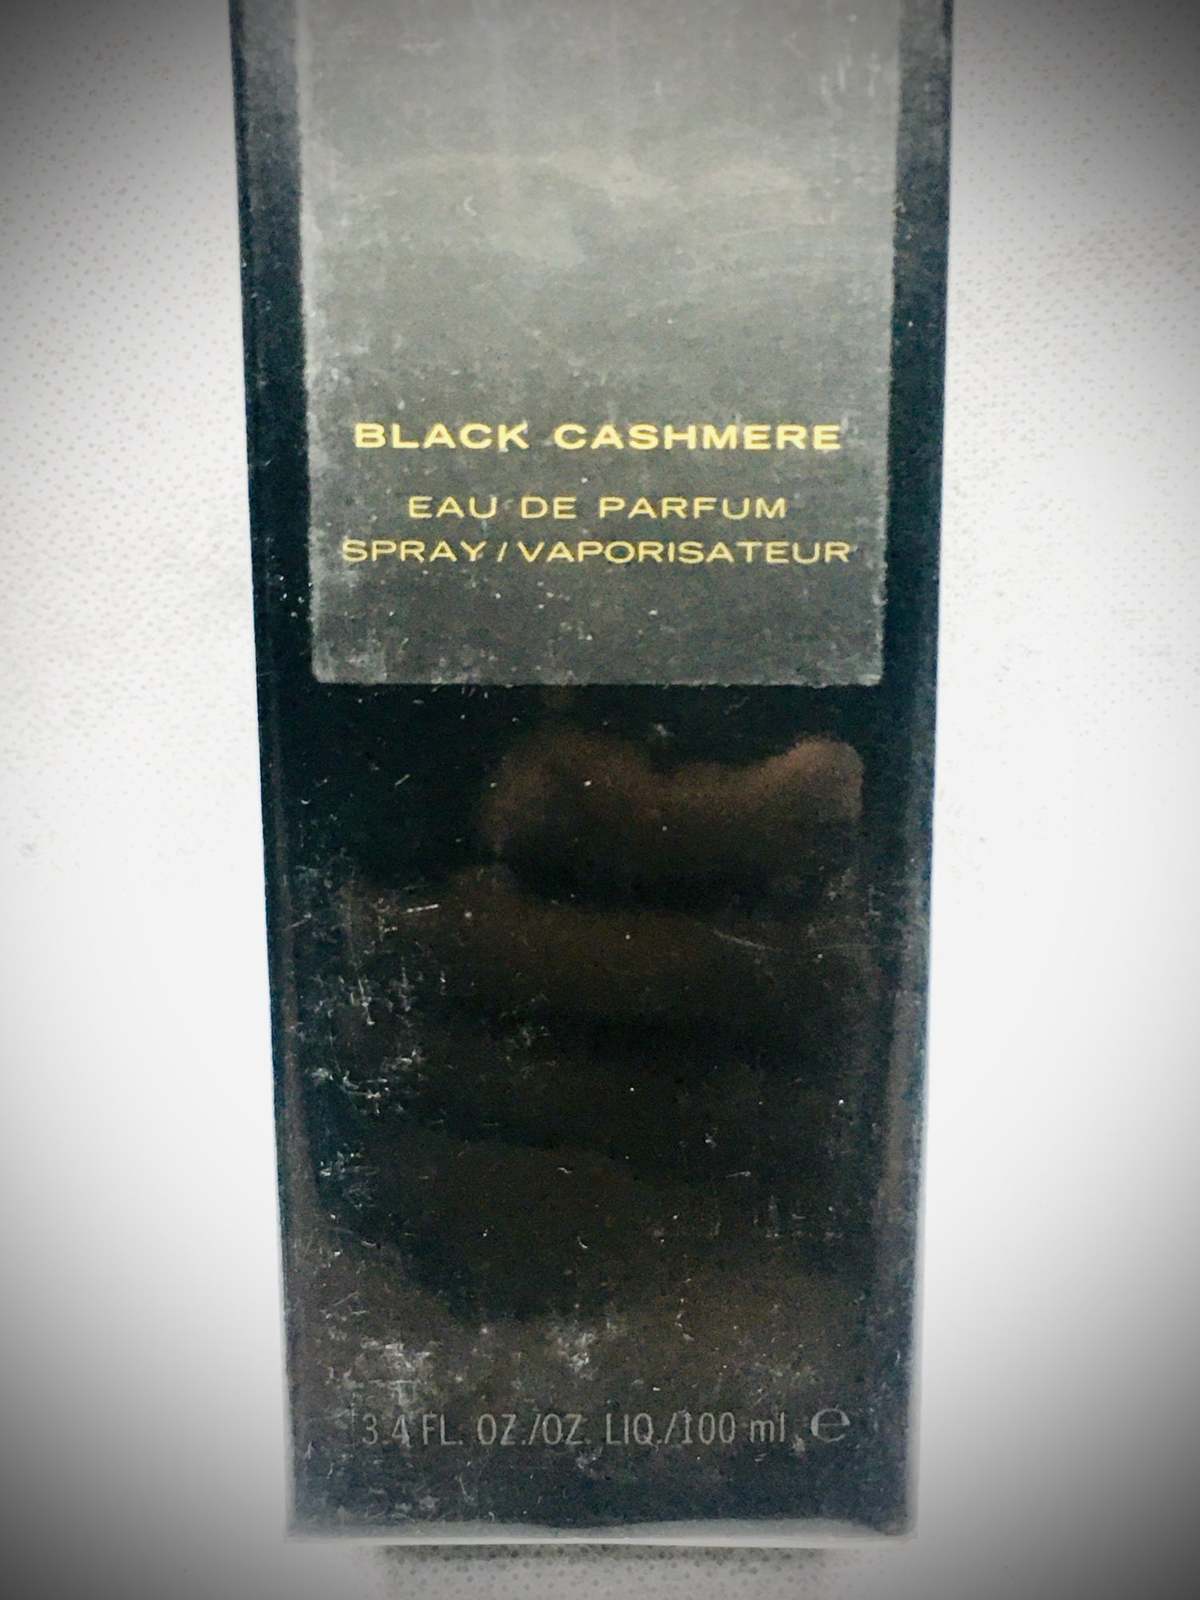 BLACK CASHMERE
EAU DE PARFUM
SPRAY/VAPORISATEUR
3.4 FL. OZ./OZ. LIQ./100 ml ℮